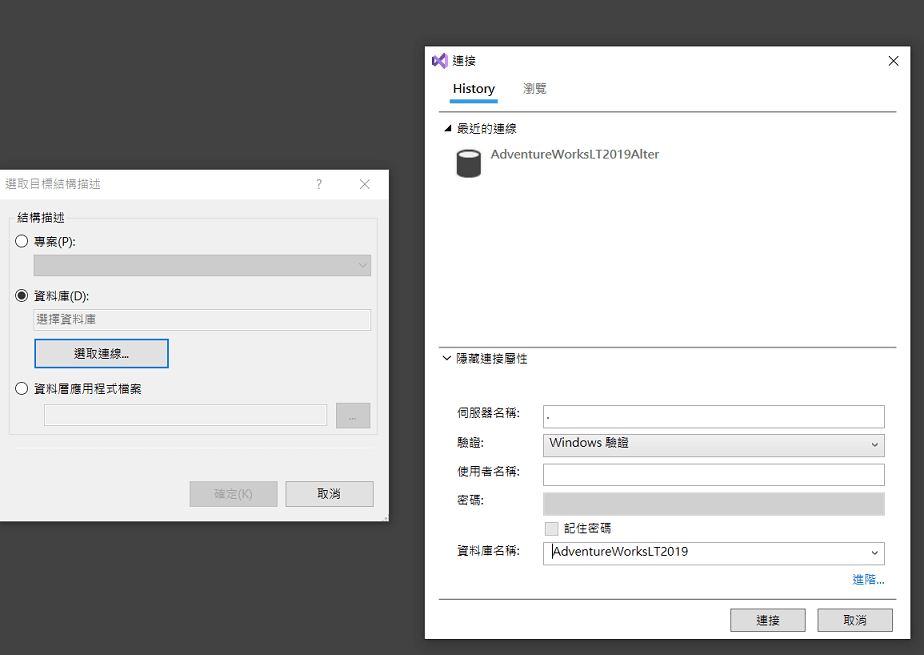 選取目標結構描述
?
結構描述
專案(P):
資料庫(D):
選擇資料庫
選取連線...
資料層應用程式檔案
...
確定(K)
取消
連接
History
瀏覽
最近的連線
AdventureWorksLT2019Alter
隱藏連接屬性
伺服器名稱:
.
驗證:
Windows 驗證
使用者名稱:
密碼:
記住密碼
資料庫名稱:
AdventureWorksLT2019
進階...
連接
取消